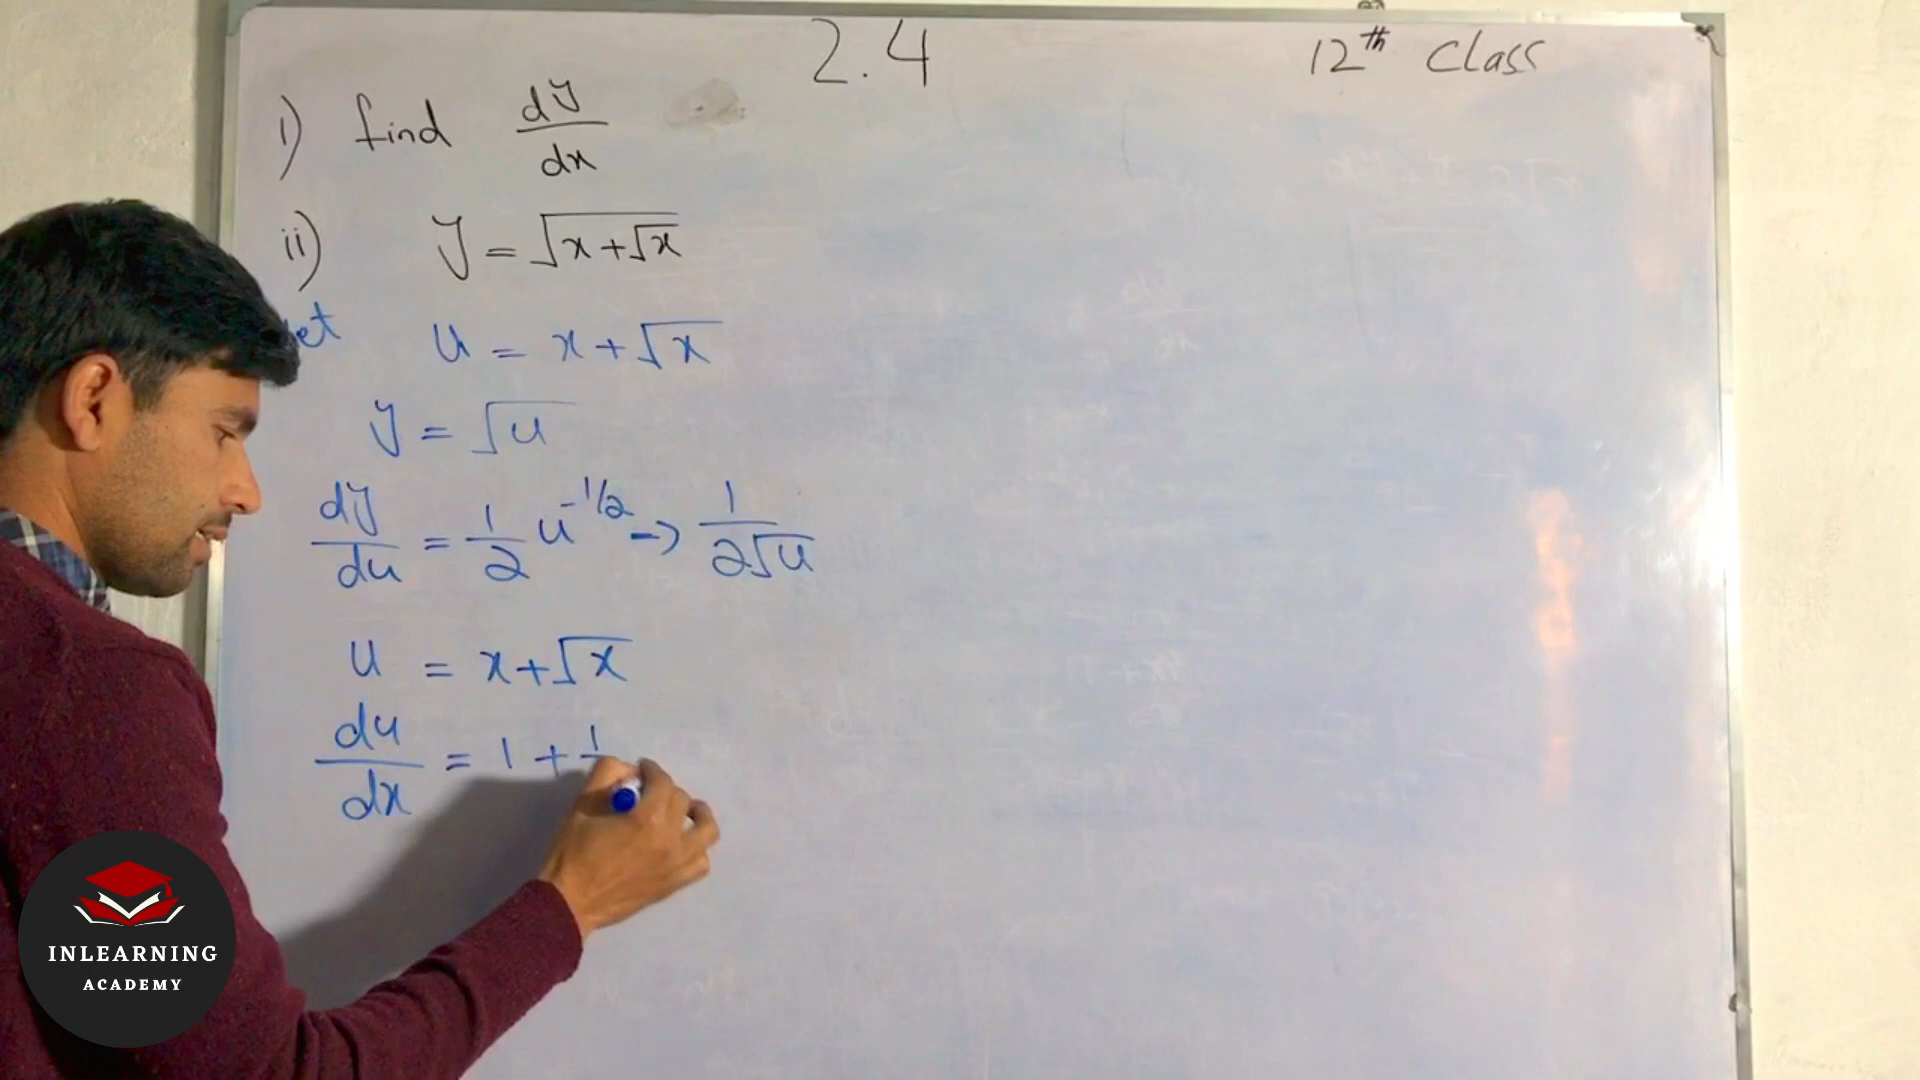 2.4
12th Class
i) find dy/dx
ii) y = √(x+√x)
let u = x + √x
y = √u
dy/du = 1/2 u^-1/2 → 1/(2√u)
u = x+√x
du/dx = 1 + 1
INLEARNING
ACADEMY